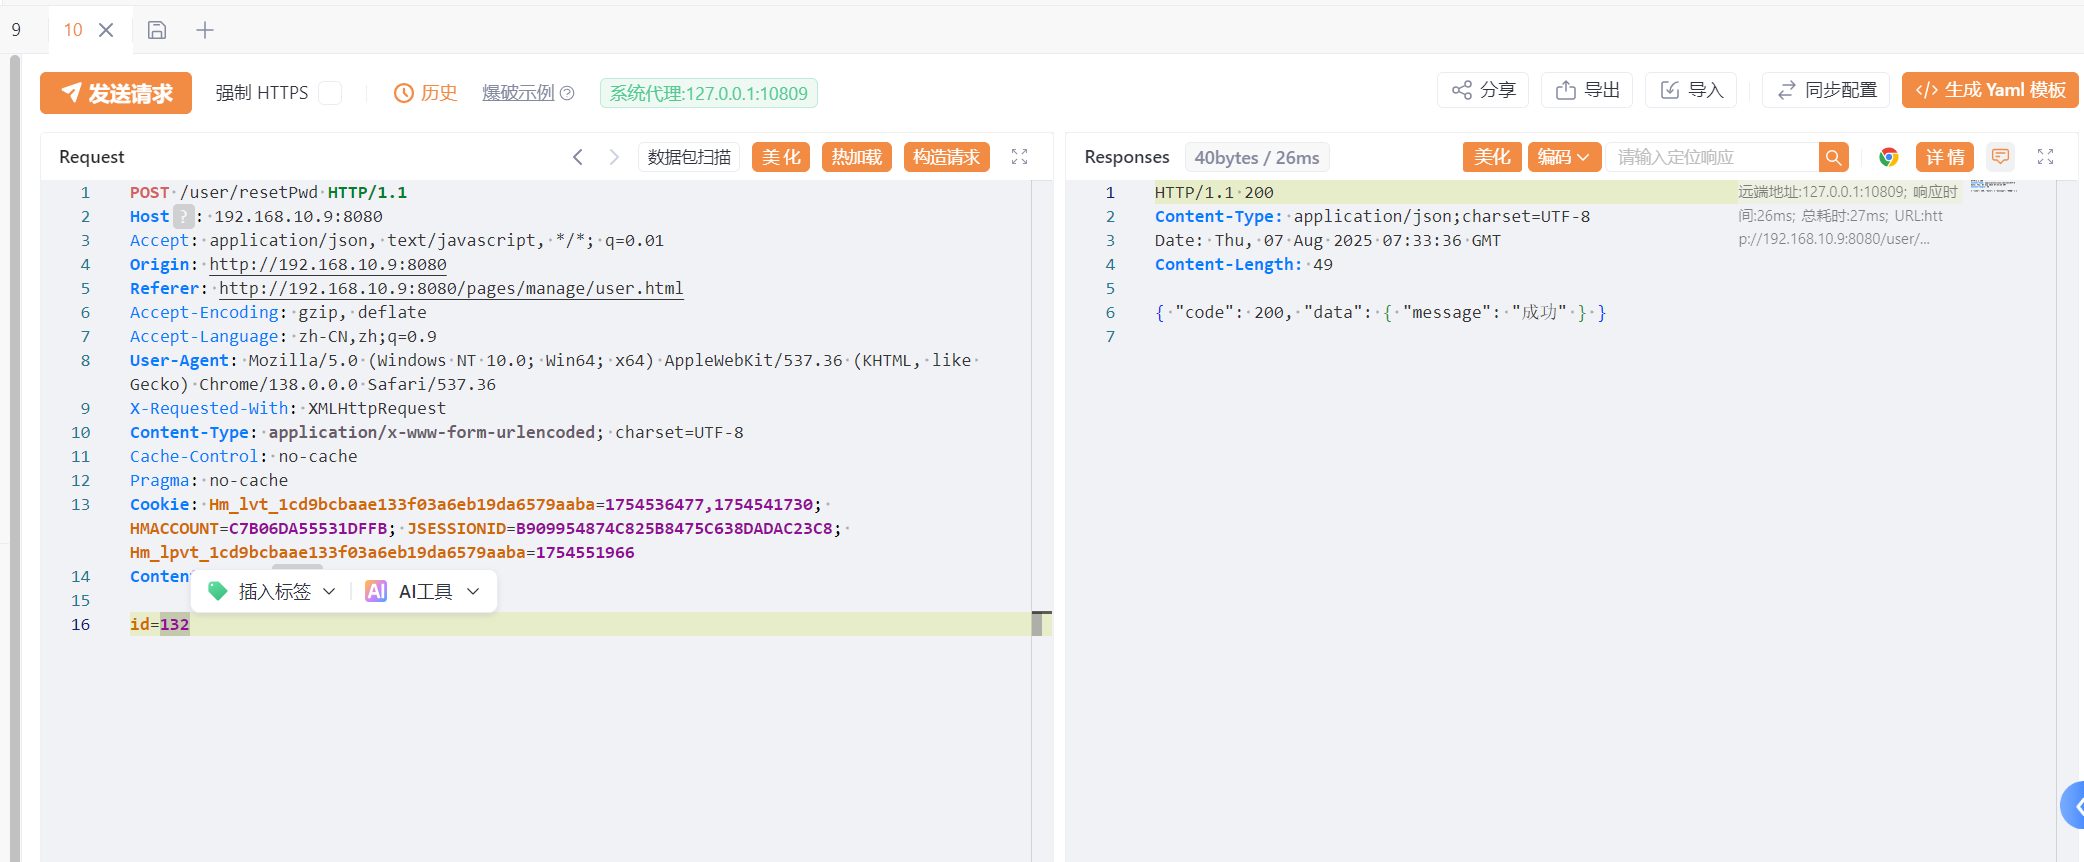 9
10
发送请求
强制 HTTPS
历史
爆破示例
系统代理:127.0.0.1:10809
分享
导出
导入
同步配置
</> 生成 Yaml 模板
Request
数据包扫描
美化
热加载
构造请求
1 POST /user/resetPwd HTTP/1.1
2 Host ? : 192.168.10.9:8080
3 Accept: application/json, text/javascript, */*; q=0.01
4 Origin: http://192.168.10.9:8080
5 Referer: http://192.168.10.9:8080/pages/manage/user.html
6 Accept-Encoding: gzip, deflate
7 Accept-Language: zh-CN,zh;q=0.9
8 User-Agent: Mozilla/5.0 (Windows NT 10.0; Win64; x64) AppleWebKit/537.36 (KHTML, like
Gecko) Chrome/138.0.0.0 Safari/537.36
9 X-Requested-With: XMLHttpRequest
10 Content-Type: application/x-www-form-urlencoded; charset=UTF-8
11 Cache-Control: no-cache
12 Pragma: no-cache
13 Cookie: Hm_lvt_1cd9bcbaae133f03a6eb19da6579aaba=1754536477,1754541730;
HMACCOUNT=C7B06DA55531DFFB; JSESSIONID=B909954874C825B8475C638DADAC23C8;
Hm_lpvt_1cd9bcbaae133f03a6eb19da6579aaba=1754551966
14 Conten
插入标签
AI AI工具
15
16 id=132
Responses
40bytes / 26ms
美化
编码
请输入定位响应
详情
1 HTTP/1.1 200
2 Content-Type: application/json;charset=UTF-8
3 Date: Thu, 07 Aug 2025 07:33:36 GMT
4 Content-Length: 49
5
6 { "code": 200, "data": { "message": "成功" } }
7
远端地址:127.0.0.1:10809; 响应时
间:26ms; 总耗时:27ms; URL:htt
p://192.168.10.9:8080/user/...